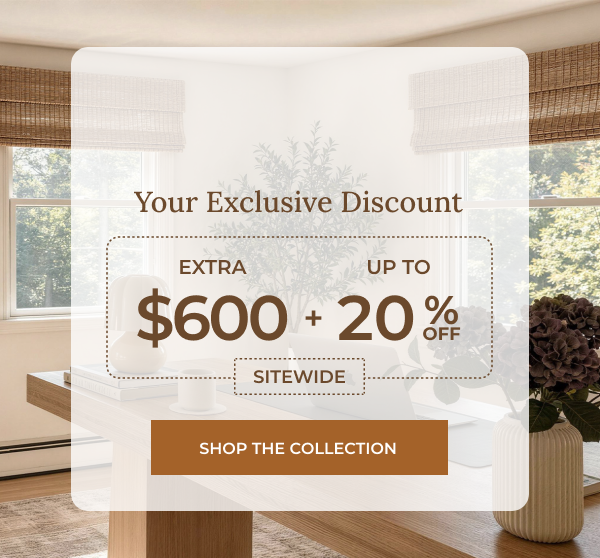 Your Exclusive Discount
EXTRA
$600
+
UP TO
20 % OFF
SITEWIDE
SHOP THE COLLECTION